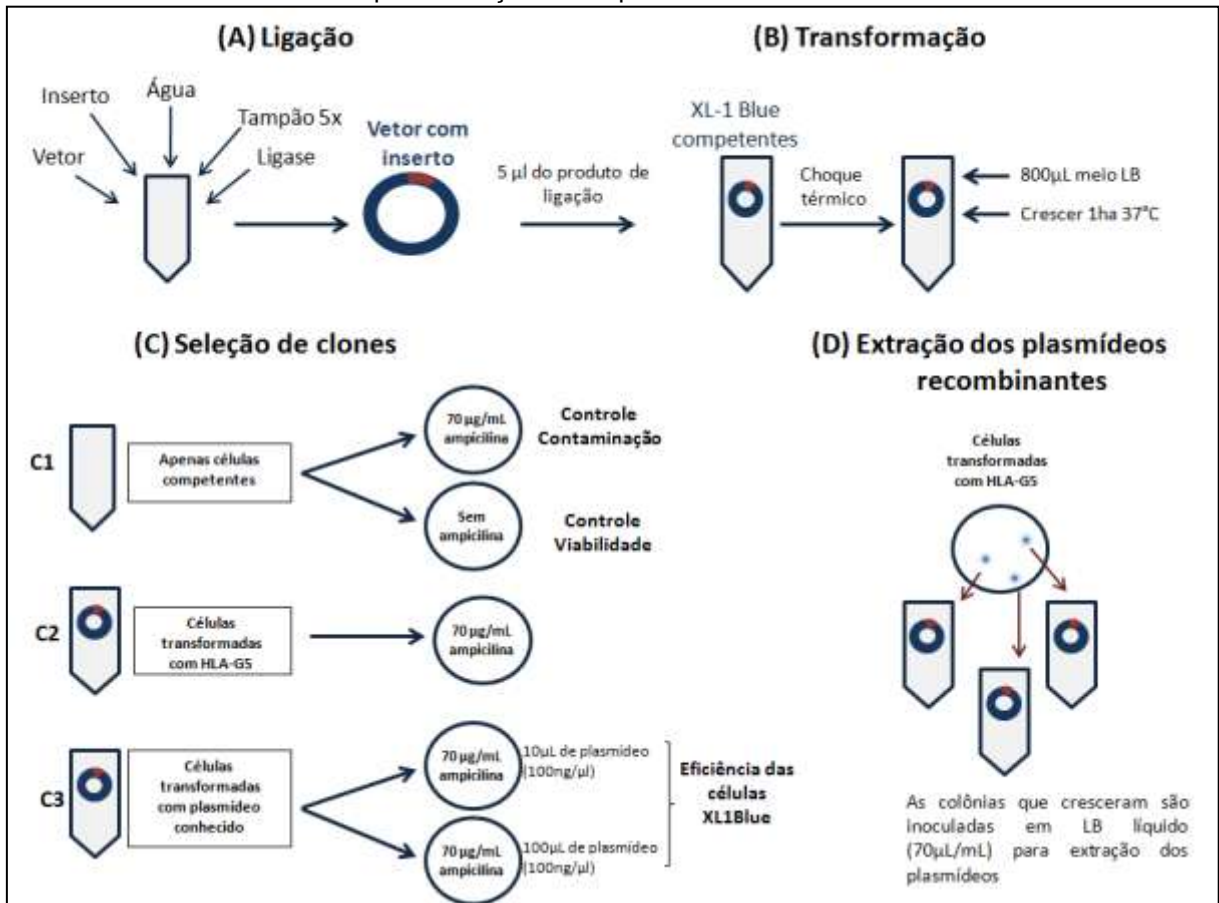 (A) Ligação
Inserto
Água
Tampão 5x
Vetor
Ligase
Vetor com
inserto
5 µl do produto de
ligação
(B) Transformação
XL-1 Blue
competentes
Choque
térmico
800µL meio LB
Crescer 1ha 37°C
(C) Seleção de clones
C1
Apenas células
competentes
70 µg/mL
ampicilina
Controle
Contaminação
Sem
ampicilina
Controle
Viabilidade
C2
Células
transformadas
com HLA-G5
70 µg/mL
ampicilina
C3
Células
transformadas
com plasmídeo
conhecido
70 µg/mL
ampicilina
10uL de plasmídeo
(100ng/µl)
70 µg/mL
ampicilina
100µL de plasmídeo
(100ng/µl)
Eficiência das
células
XL1Blue
(D) Extração dos plasmídeos
recombinantes
Células
transformadas
com HLA-G5
As colônias que cresceram são
inoculadas em LB líquido
(70µL/mL) para extração dos
plasmídeos